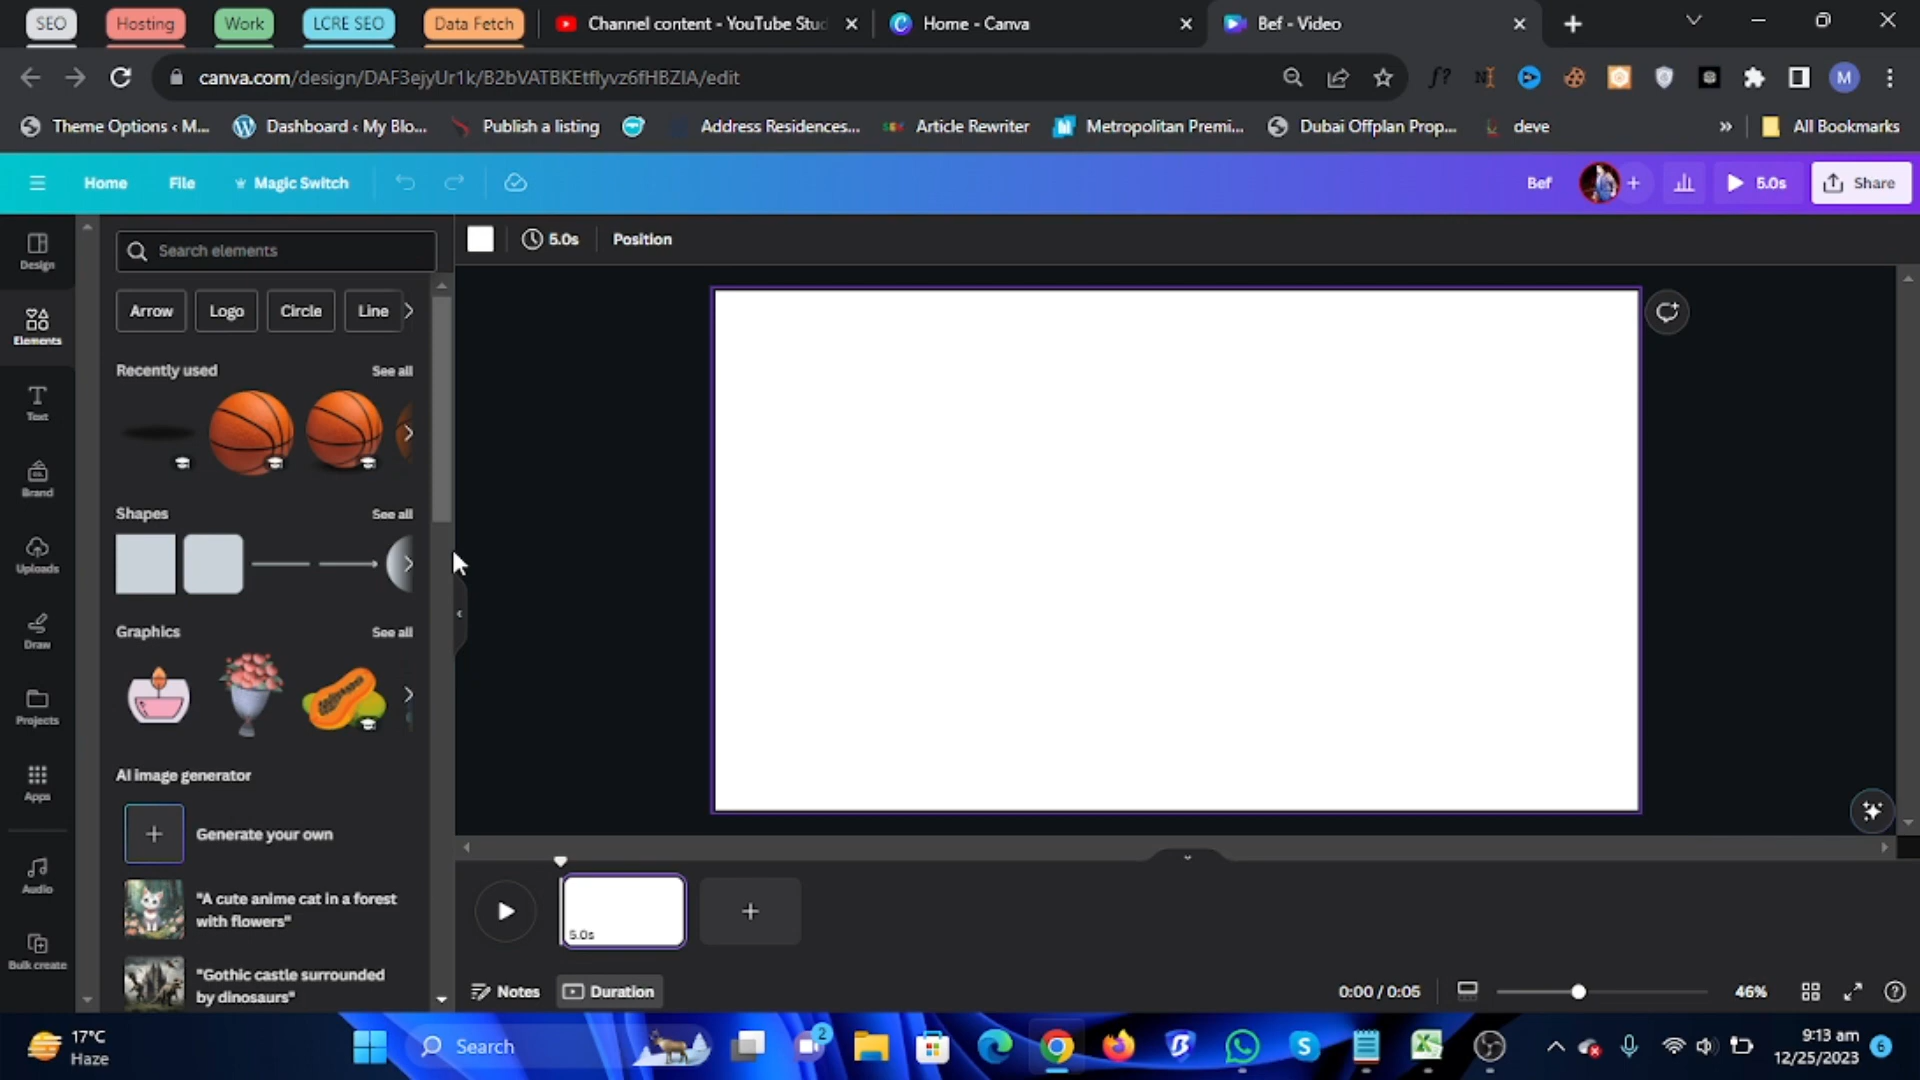 SEO
Hosting
Work
LCRE SEO
Data Fetch
Channel content - YouTube Stud
Home - Canva
Bef - Video
canva.com/design/DAF3ejyUr1k/B2bVATBKEtflyvz6fHBZIA/edit
M
Theme Options ‹ M...
Dashboard ‹ My Blo...
Publish a listing
Address Residences...
Article Rewriter
Metropolitan Premi...
Dubai Offplan Prop...
deve
All Bookmarks
Home
File
Magic Switch
Bef
5.0s
Share
Design
Elements
Text
Brand
Uploads
Draw
Projects
Apps
Audio
Bulk create
Search elements
Arrow
Logo
Circle
Line
Recently used
See all
Shapes
See all
Graphics
See all
AI image generator
Generate your own
"A cute anime cat in a forest
with flowers"
"Gothic castle surrounded
by dinosaurs"
5.0s
Position
5.0s
Notes
Duration
0:00 / 0:05
46%
17°C
Haze
Search
2
9:13 am
12/25/2023
6